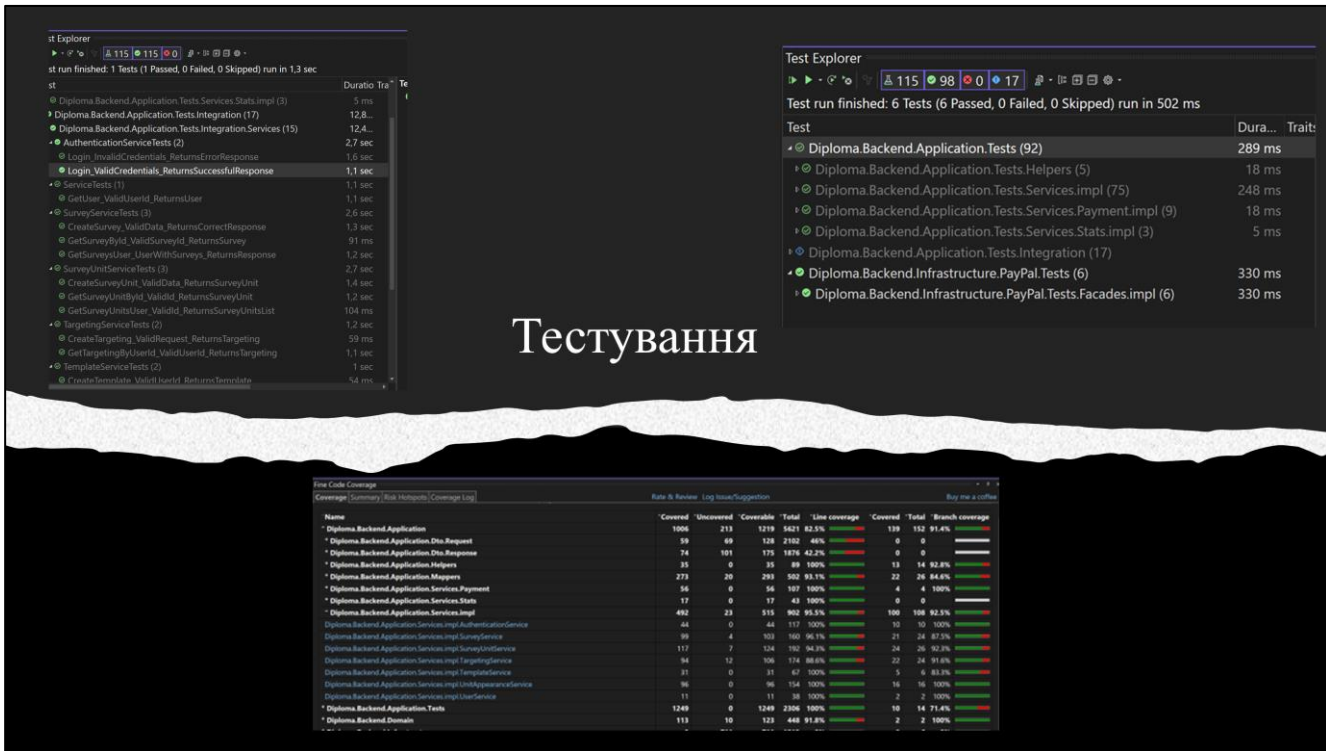 st Explorer
115 115 0
st run finished: 1 Tests (1 Passed, 0 Failed, 0 Skipped) run in 1,3 sec
st Duratio Tra Te
Diploma.Backend.Application.Tests.Services.Stats.impl (3) 5 ms
Diploma.Backend.Application.Tests.Integration (17) 12,8...
Diploma.Backend.Application.Tests.Integration.Services (15) 12,4...
AuthenticationServiceTests (2) 2,7 sec
Login_InvalidCredentials_ReturnsErrorResponse 1,6 sec
Login_ValidCredentials_ReturnsSuccessfulResponse 1,1 sec
ServiceTests (1) 1,1 sec
GetUser_ValidUserId_ReturnsUser 1,1 sec
SurveyServiceTests (3) 2,6 sec
CreateSurvey_ValidData_ReturnsCorrectResponse 1,3 sec
GetSurveyById_ValidSurveyId_ReturnsSurvey 91 ms
GetSurveysUser_UserWithSurveys_ReturnsResponse 1,2 sec
SurveyUnitServiceTests (3) 2,7 sec
CreateSurveyUnit_ValidData_ReturnsSurveyUnit 1,4 sec
GetSurveyUnitById_ValidId_ReturnsSurveyUnit 1,2 sec
GetSurveyUnitsUser_ValidId_ReturnsSurveyUnitsList 104 ms
TargetingServiceTests (2) 1,2 sec
CreateTargeting_ValidRequest_ReturnsTargeting 59 ms
GetTargetingByUserId_ValidUserId_ReturnsTargeting 1,1 sec
TemplateServiceTests (2) 1 sec
CreateTemplate_ValidUserId_ReturnsTemplate 54 ms
Test Explorer
115 98 0 17
Test run finished: 6 Tests (6 Passed, 0 Failed, 0 Skipped) run in 502 ms
Test Dura... Traits
Diploma.Backend.Application.Tests (92) 289 ms
Diploma.Backend.Application.Tests.Helpers (5) 18 ms
Diploma.Backend.Application.Tests.Services.impl (75) 248 ms
Diploma.Backend.Application.Tests.Services.Payment.impl (9) 18 ms
Diploma.Backend.Application.Tests.Services.Stats.impl (3) 5 ms
Diploma.Backend.Application.Tests.Integration (17)
Diploma.Backend.Infrastructure.PayPal.Tests (6) 330 ms
Diploma.Backend.Infrastructure.PayPal.Tests.Facades.impl (6) 330 ms
Тестування
Fine Code Coverage
Coverage Summary Risk Hotspots Coverage Log Rate & Review Log Issue/Suggestion Buy me a coffee
Name Covered Uncovered Coverable Total Line coverage Covered Total Branch coverage
Diploma.Backend.Application 1006 213 1219 5621 82.5% 139 152 91.4%
Diploma.Backend.Application.Dto.Request 59 69 128 2102 46% 0 0
Diploma.Backend.Application.Dto.Response 74 101 175 1876 42.2% 0 0
Diploma.Backend.Application.Helpers 35 0 35 89 100% 13 14 92.8%
Diploma.Backend.Application.Mappers 273 20 293 502 93.1% 22 26 84.6%
Diploma.Backend.Application.Services.Payment 56 0 56 107 100% 4 4 100%
Diploma.Backend.Application.Services.Stats 17 0 17 43 100% 0 0
Diploma.Backend.Application.Services.impl 492 23 515 902 95.5% 100 108 92.5%
Diploma.Backend.Application.Services.impl.AuthenticationService 44 0 44 117 100% 10 10 100%
Diploma.Backend.Application.Services.impl.SurveyService 99 4 103 160 96.1% 21 24 87.5%
Diploma.Backend.Application.Services.impl.SurveyUnitService 117 7 124 192 94.3% 24 26 92.3%
Diploma.Backend.Application.Services.impl.TargetingService 94 12 106 174 88.6% 22 24 91.6%
Diploma.Backend.Application.Services.impl.TemplateService 31 0 31 67 100% 5 6 83.3%
Diploma.Backend.Application.Services.impl.UnitAppearanceService 96 0 96 154 100% 16 16 100%
Diploma.Backend.Application.Services.impl.UserService 11 0 11 38 100% 2 2 100%
Diploma.Backend.Application.Tests 1249 0 1249 2306 100% 10 14 71.4%
Diploma.Backend.Domain 113 10 123 448 91.8% 2 2 100%